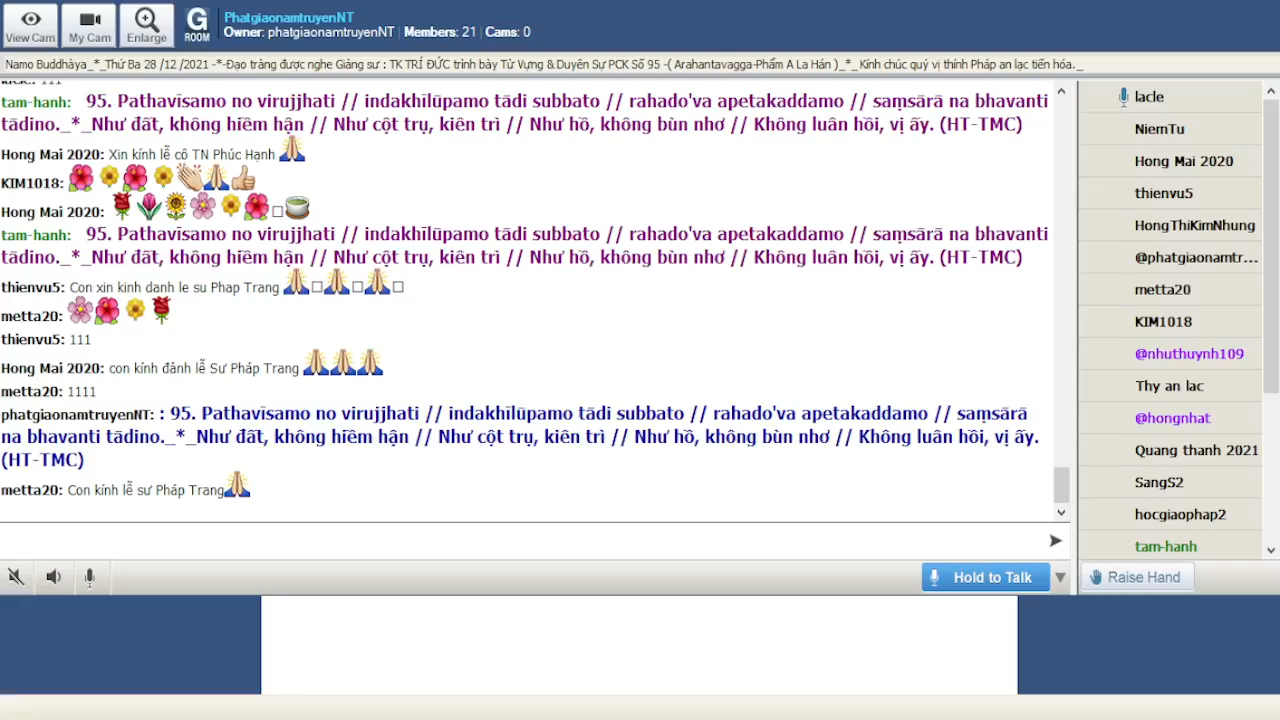 View Cam
My Cam
Enlarge
G
ROOM
PhatgiaonamtruyenNT
Owner: phatgiaonamtruyenNT | Members: 21 | Cams: 0
Namo Buddhàya_*_Thứ Ba 28 /12 /2021 -*-Đạo tràng được nghe Giảng sư : TK TRÍ ĐỨC trình bày Từ Vựng & Duyên Sự PCK Số 95 -( Arahantavagga-Phẩm A La Hán )_*_ Kính chúc quý vị thính Pháp an lạc tiến hóa._
tam-hanh: 95. Pathavīsamo no virujjhati // indakhīlūpamo tādi subbato // rahado'va apetakaddamo // saṃsārā na bhavanti
tādino._*_Như đất, không hiềm hận // Như cột trụ, kiên trì // Như hồ, không bùn nhơ // Không luân hồi, vị ấy. (HT-TMC)
Hong Mai 2020: Xin kính lễ cô TN Phúc Hạnh 🙏
KIM1018: 🌺🌼🌺🌼👏🙏👍
Hong Mai 2020: 🌹🌷🌻🌸🌼🌺□🍵
tam-hanh: 95. Pathavīsamo no virujjhati // indakhīlūpamo tādi subbato // rahado'va apetakaddamo // saṃsārā na bhavanti
tādino._*_Như đất, không hiềm hận // Như cột trụ, kiên trì // Như hồ, không bùn nhơ // Không luân hồi, vị ấy. (HT-TMC)
thienvu5: Con xin kinh danh le su Phap Trang 🙏□🙏□🙏□
metta20: 🌸🌺🌼🌹
thienvu5: 111
Hong Mai 2020: con kính đảnh lễ Sư Pháp Trang 🙏🙏🙏
metta20: 1111
phatgiaonamtruyenNT: : 95. Pathavīsamo no virujjhati // indakhīlūpamo tādi subbato // rahado'va apetakaddamo // saṃsārā
na bhavanti tādino._*_Như đất, không hiềm hận // Như cột trụ, kiên trì // Như hồ, không bùn nhơ // Không luân hồi, vị ấy.
(HT-TMC)
metta20: Con kính lễ sư Pháp Trang🙏
Hold to Talk
lacle
NiemTu
Hong Mai 2020
thienvu5
HongThiKimNhung
@phatgiaonamtr...
metta20
KIM1018
@nhuthuynh109
Thy an lac
@hongnhat
Quang thanh 2021
SangS2
hocgiaophap2
tam-hanh
Raise Hand